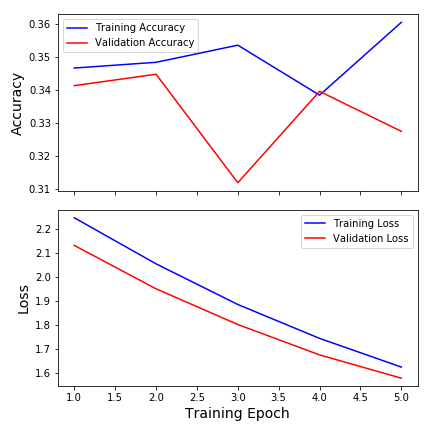 0.36
0.35
0.34
0.33
0.32
0.31
Accuracy
Training Accuracy
Validation Accuracy
2.2
2.1
2.0
1.9
1.8
1.7
1.6
Loss
Training Loss
Validation Loss
1.0 1.5 2.0 2.5 3.0 3.5 4.0 4.5 5.0
Training Epoch